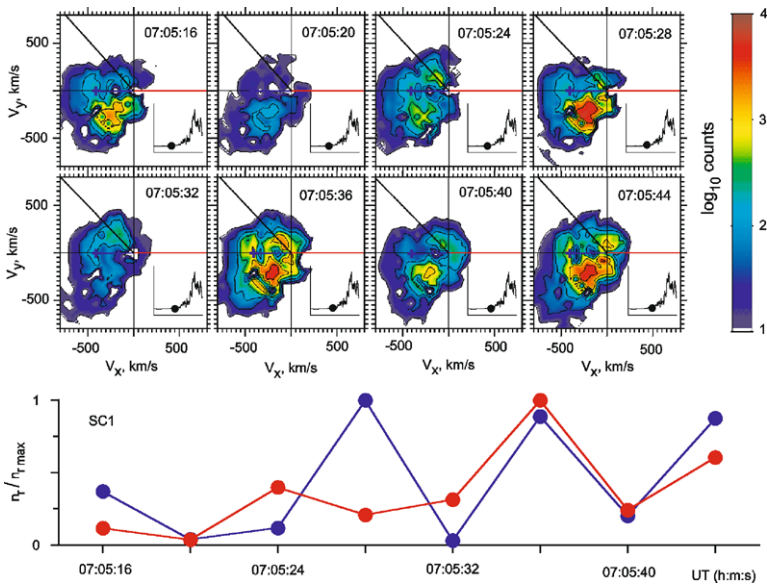 07:05:16 07:05:20 07:05:24 07:05:28
500
0
-500
Vy, km/s
07:05:32 07:05:36 07:05:40 07:05:44
500
0
-500
Vy, km/s
-500 500 -500 500 -500 500 -500 500
Vx, km/s Vx, km/s Vx, km/s Vx, km/s
4
3
2
1
log10 counts
1
SC1
nr / nr max
0
07:05:16 07:05:24 07:05:32 07:05:40 UT (h:m:s)